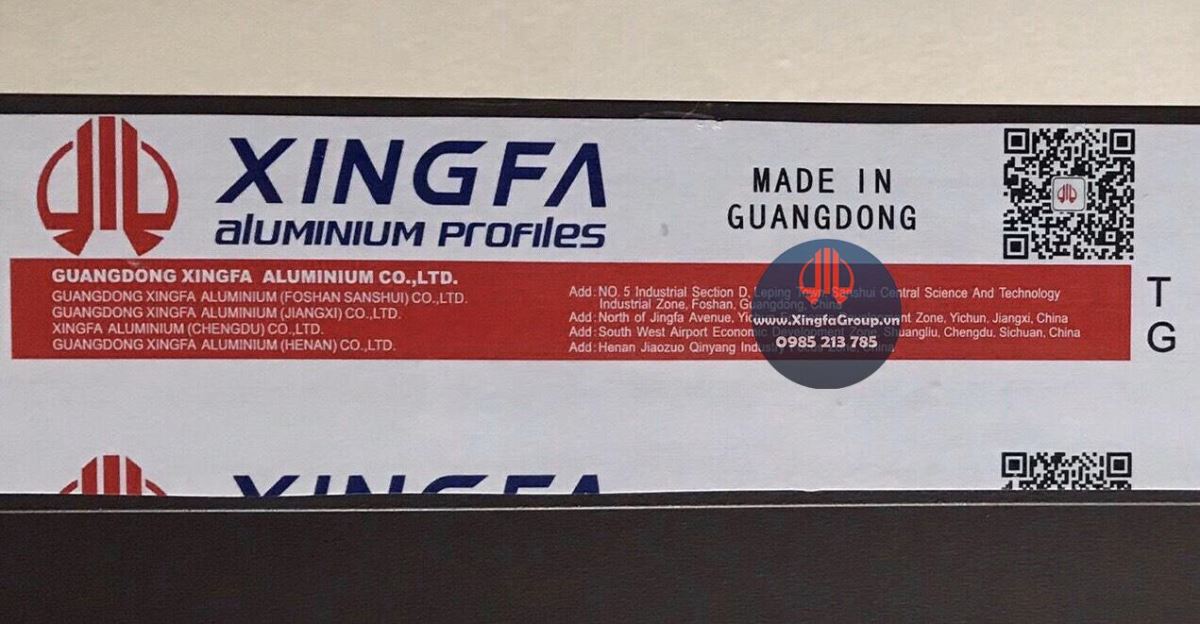 XINGFA
aluminium profiles
MADE IN
GUANGDONG
GUANGDONG XINGFA ALUMINIUM CO.,LTD.
GUANGDONG XINGFA ALUMINIUM (FOSHAN SANSHUI) CO.,LTD.
GUANGDONG XINGFA ALUMINIUM (JIANGXI) CO.,LTD.
XINGFA ALUMINIUM (CHENGDU) CO.,LTD.
GUANGDONG XINGFA ALUMINIUM (HENAN) CO.,LTD.
Add: NO. 5 Industrial Section D, Leping Town, Sanshui Central Science And Technology
Industrial Zone, Foshan, Guangdong, China
Add: North of Jingfa Avenue, Zone, Yichun, Jiangxi, China
Add: South West Airport Economic Development Zone, Shuangliu, Chengdu, Sichuan, China
Add: Henan Jiaozuo Qinyang Industry Zone, China
www.XingfaGroup.vn
0985 213 785
T
G
XINGFA